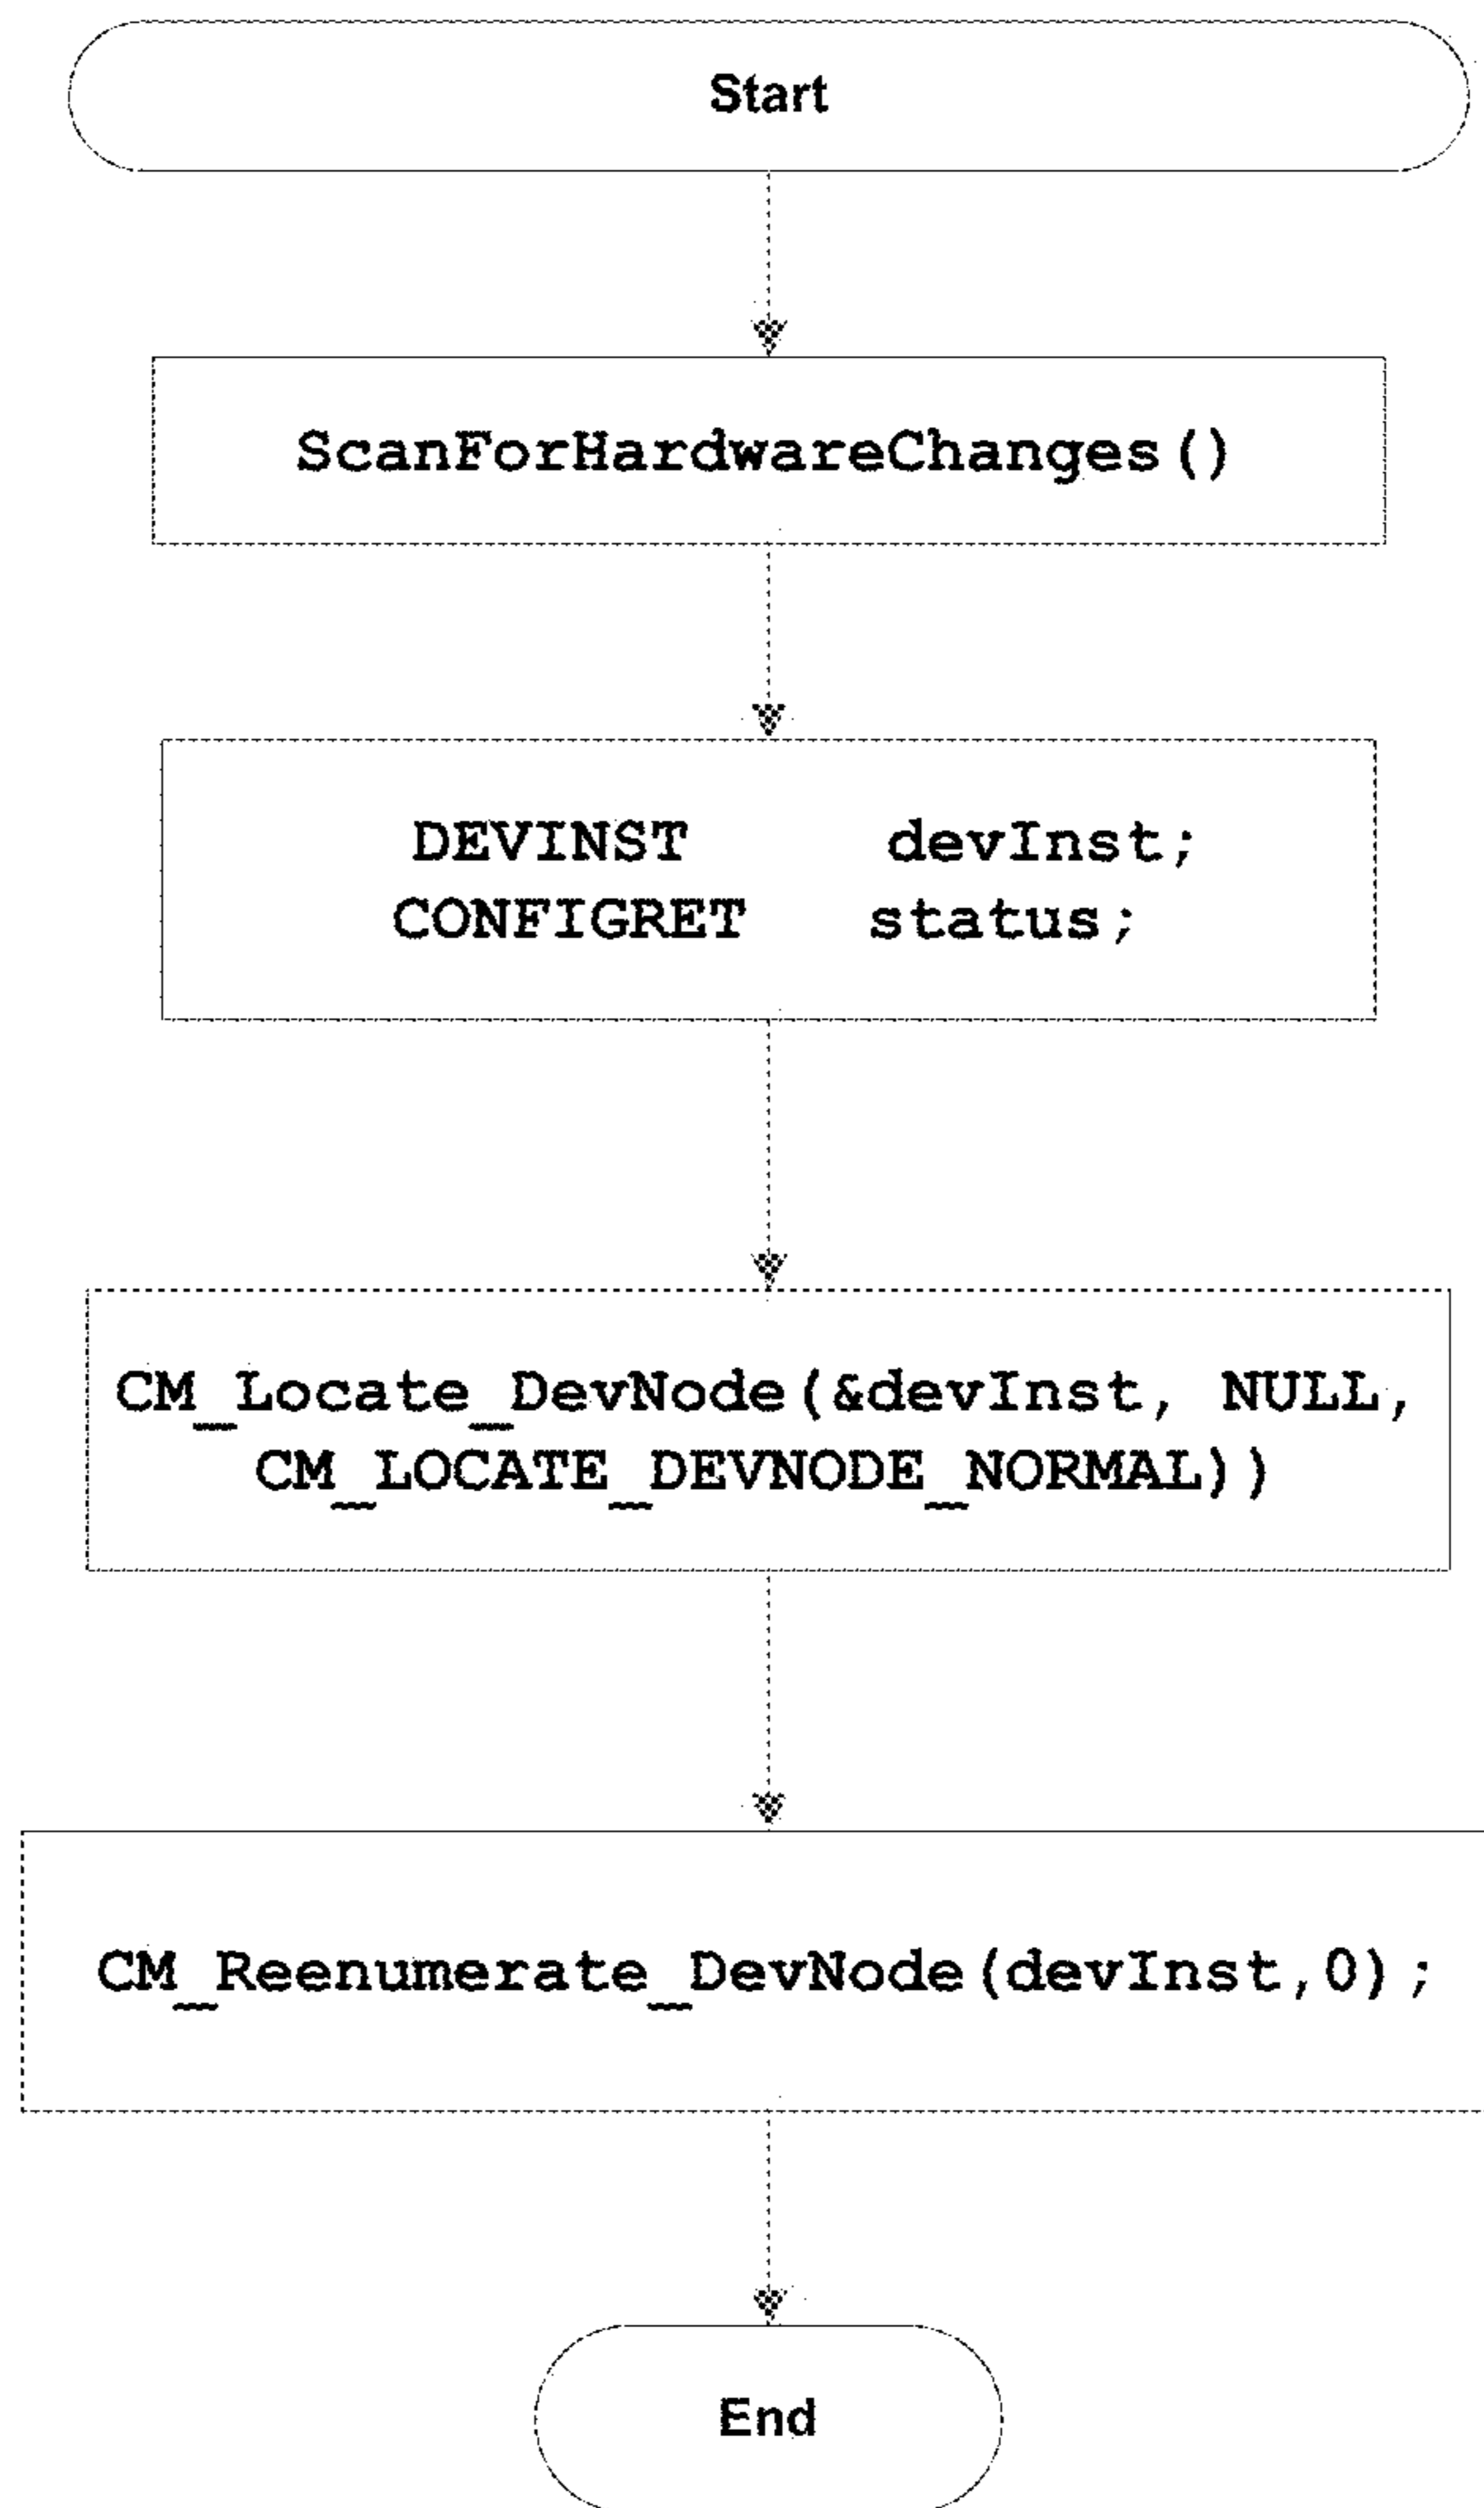 Start
ScanForHardwareChanges()
DEVINST devInst;
CONFIGRET status;
CM_Locate_DevNode(&devInst, NULL,
CM_LOCATE_DEVNODE_NORMAL))
CM_Reenumerate_DevNode(devInst,0);
End